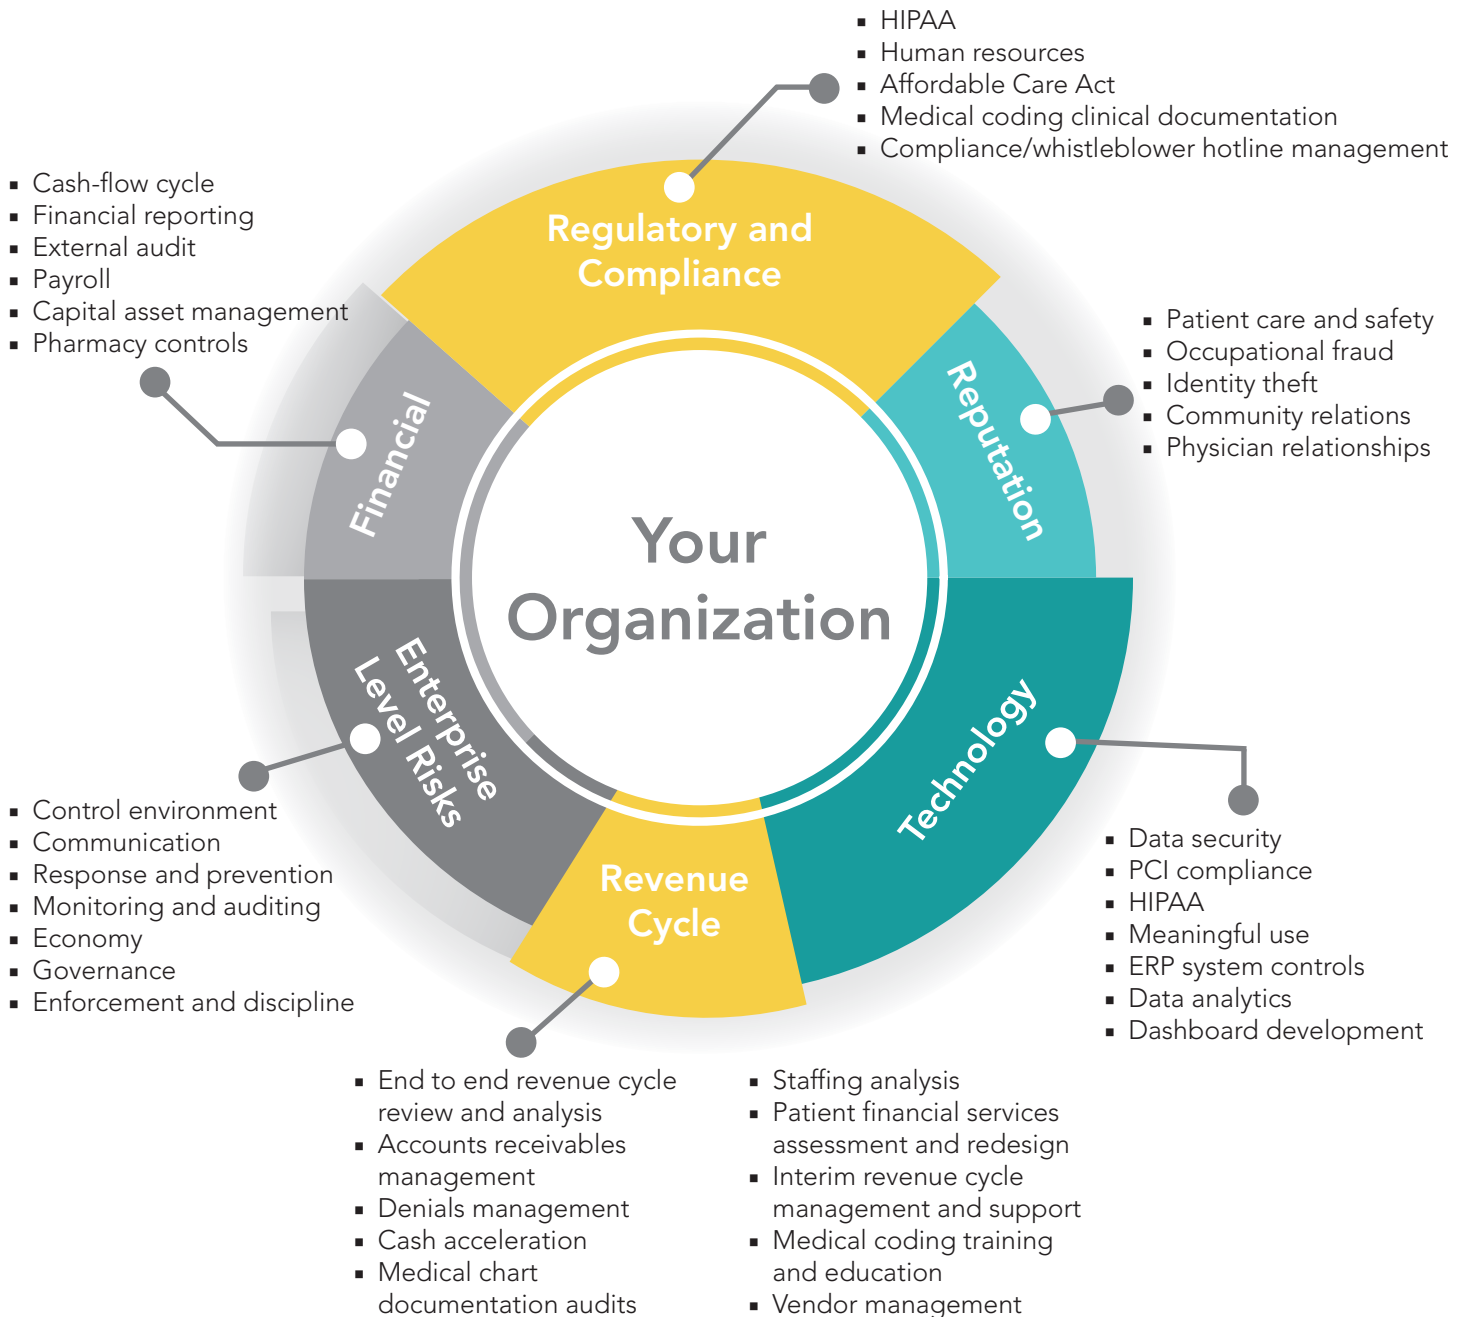 ▪ HIPAA
▪ Human resources
▪ Affordable Care Act
▪ Medical coding clinical documentation
▪ Compliance/whistleblower hotline management
▪ Cash-flow cycle
▪ Financial reporting
▪ External audit
▪ Payroll
▪ Capital asset management
▪ Pharmacy controls
Regulatory and
Compliance
▪ Patient care and safety
▪ Occupational fraud
▪ Identity theft
▪ Community relations
▪ Physician relationships
Financial
Reputation
Your
Organization
Enterprise
Level Risks
Technology
▪ Control environment
▪ Communication
▪ Response and prevention
▪ Monitoring and auditing
▪ Economy
▪ Governance
▪ Enforcement and discipline
Revenue
Cycle
▪ Data security
▪ PCI compliance
▪ HIPAA
▪ Meaningful use
▪ ERP system controls
▪ Data analytics
▪ Dashboard development
▪ End to end revenue cycle
review and analysis
▪ Accounts receivables
management
▪ Denials management
▪ Cash acceleration
▪ Medical chart
documentation audits
▪ Staffing analysis
▪ Patient financial services
assessment and redesign
▪ Interim revenue cycle
management and support
▪ Medical coding training
and education
▪ Vendor management